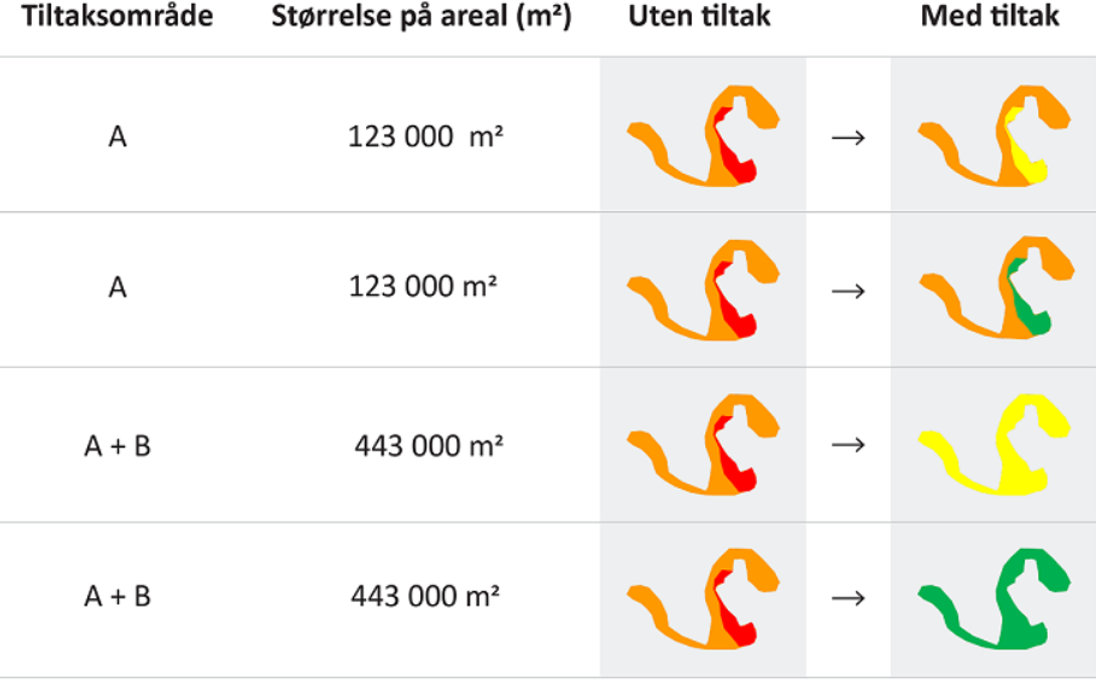 Tiltaksområde Størrelse på areal (m²) Uten tiltak Med tiltak
A 123 000 m² →
A 123 000 m² →
A + B 443 000 m² →
A + B 443 000 m² →